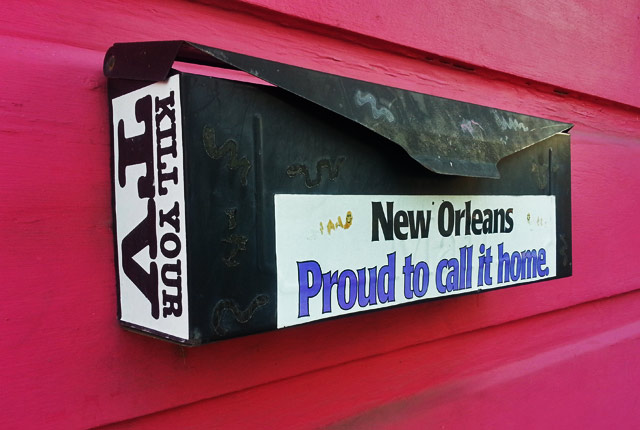 KILL YOUR
TV
New Orleans
Proud to call it home.